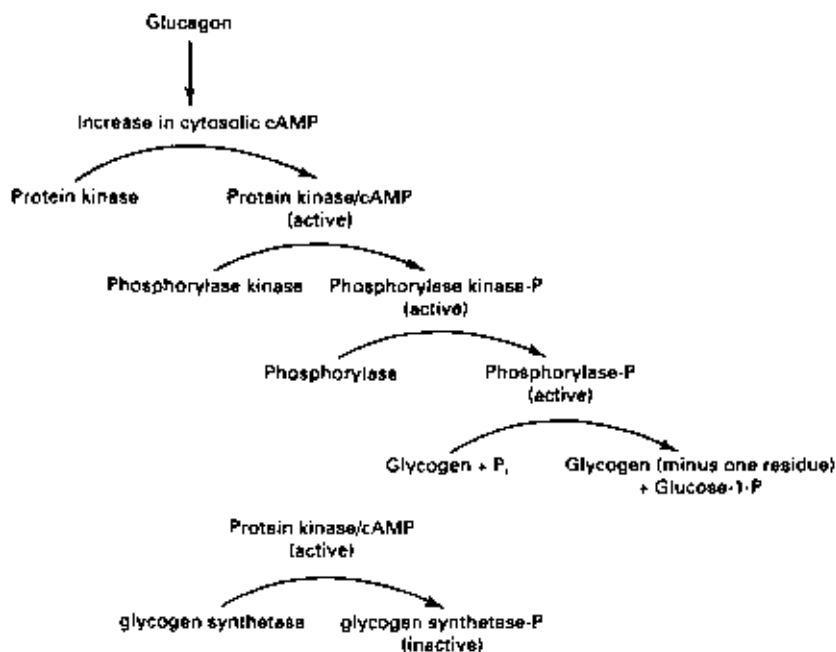 Glucagon
Increase in cytosolic cAMP
Protein kinase Protein kinase/cAMP
(active)
Phosphorylase kinase Phosphorylase kinase-P
(active)
Phosphorylase Phosphorylase-P
(active)
Glycogen + Pi Glycogen (minus one residue)
+ Glucose-1-P
Protein kinase/cAMP
(active)
glycogen synthetase glycogen synthetase-P
(inactive)